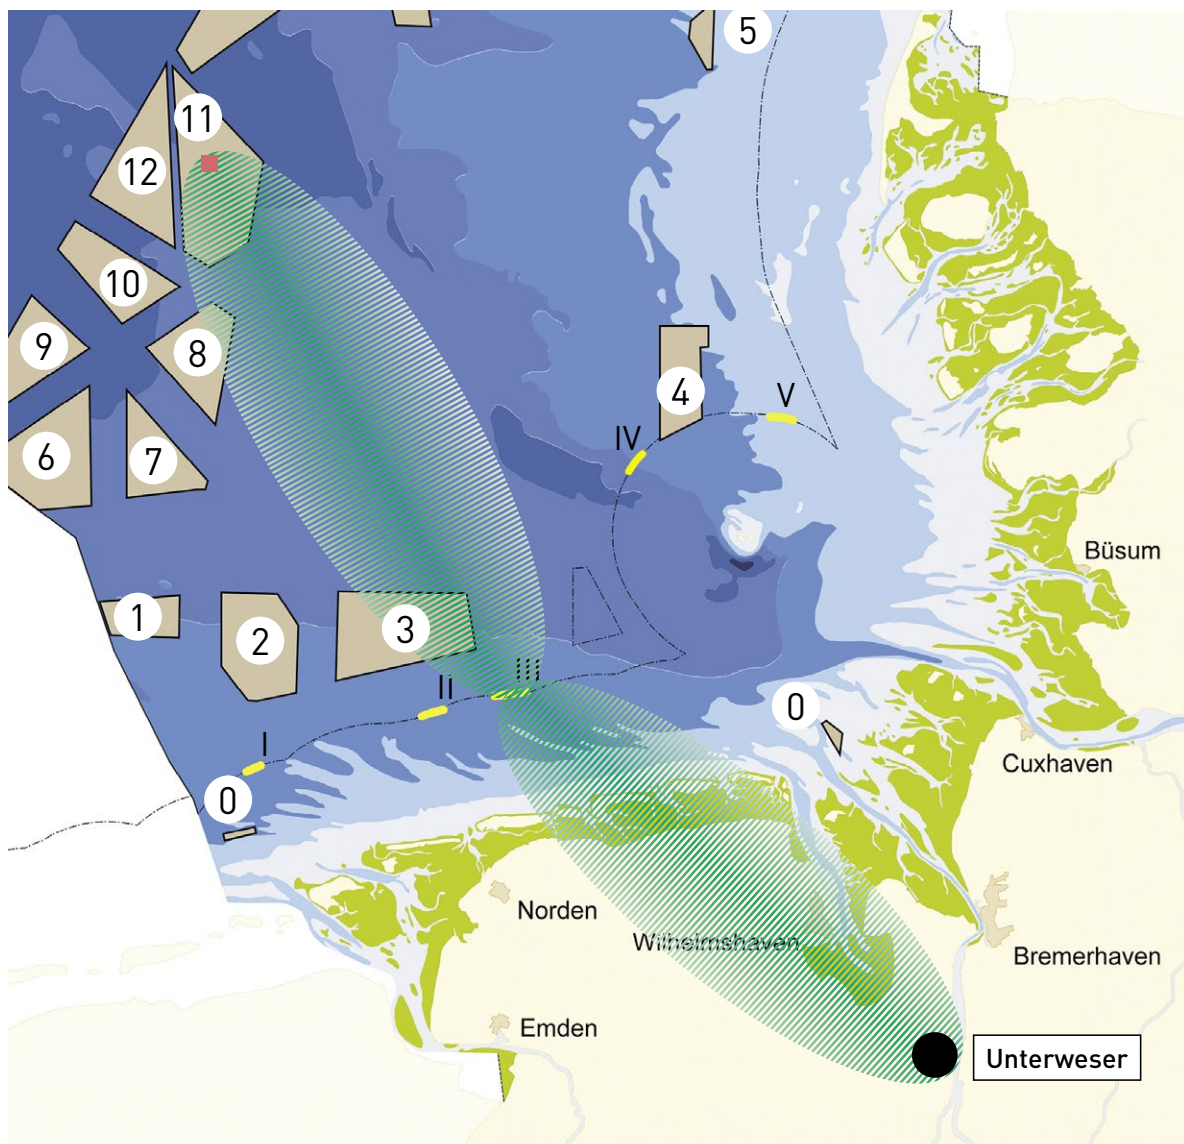 5
11
12
10
9
8
4
V
IV
6
7
Büsum
1
2
3
III
II
0
I
Cuxhaven
0
Norden
Wilhelmshaven
Bremerhaven
Emden
Unterweser